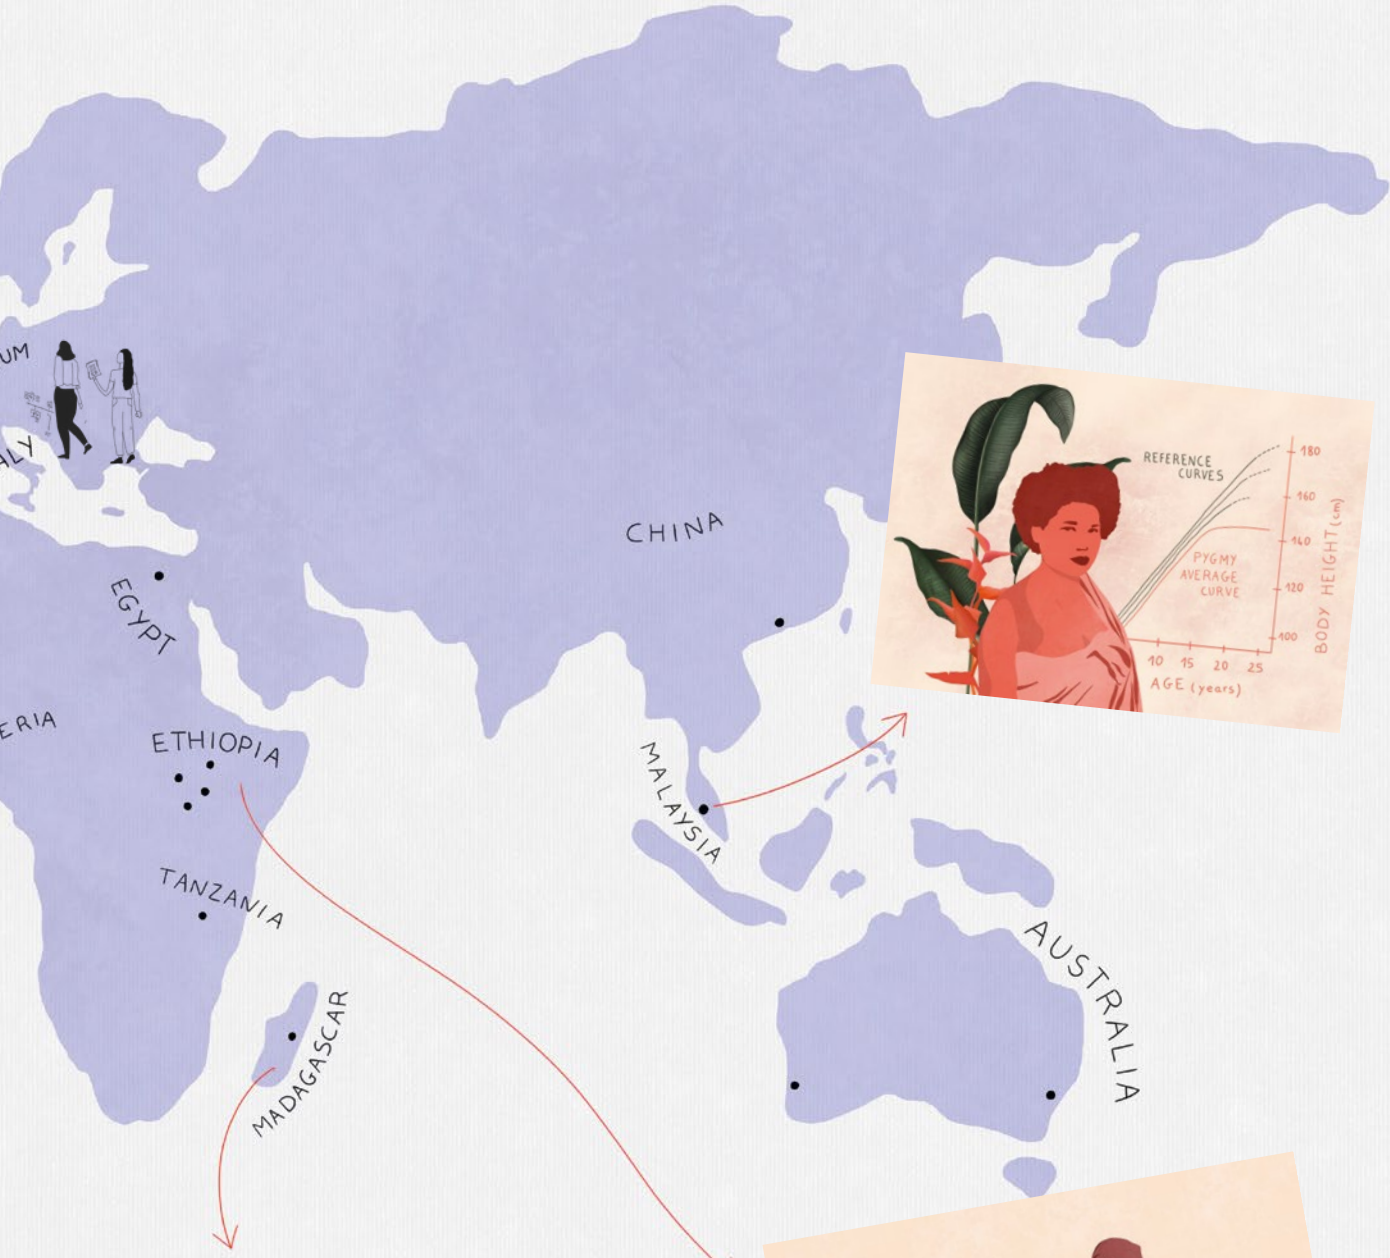 UM
ALY
CHINA
EGYPT
ERIA
ETHIOPIA
TANZANIA
MADAGASCAR
MALAYSIA
AUSTRALIA
REFERENCE
CURVES
PYGMY
AVERAGE
CURVE
180
160
140
120
100
BODY HEIGHT (cm)
10 15 20 25
AGE (years)